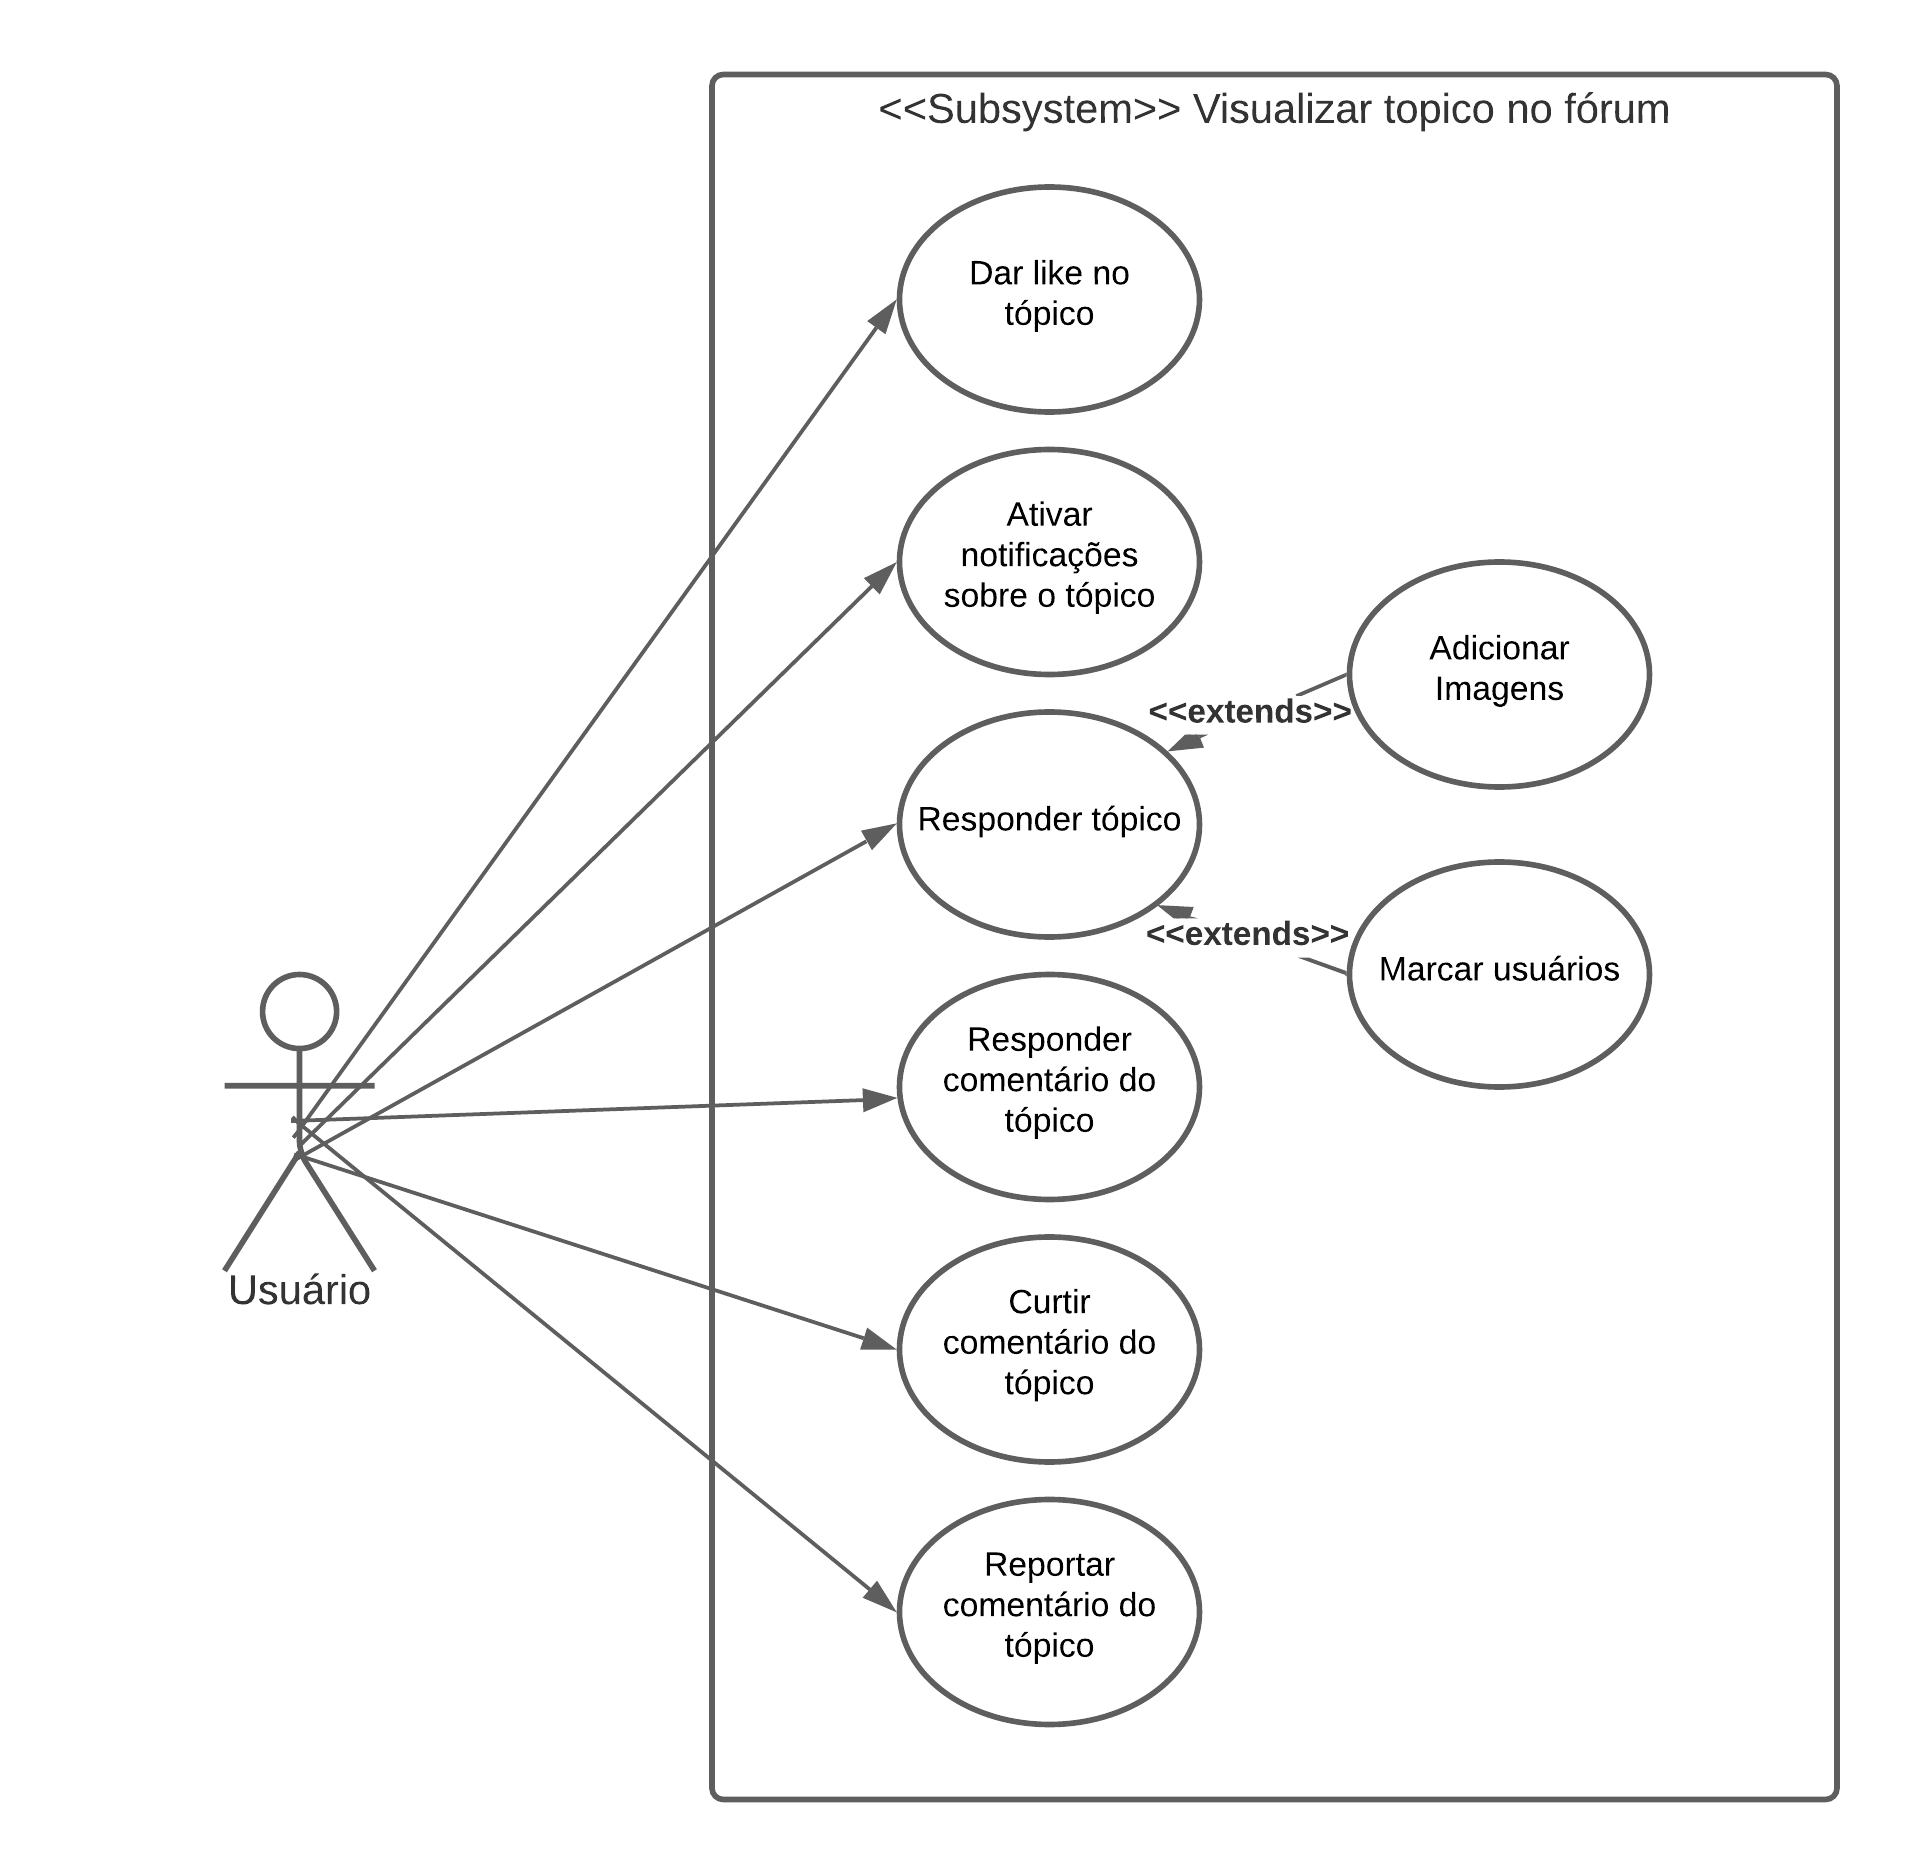 <<Subsystem>> Visualizar topico no fórum
Dar like no
tópico
Ativar
notificações
sobre o tópico
Adicionar
Imagens
<<extends>>
Responder tópico
<<extends>>
Marcar usuários
Responder
comentário do
tópico
Usuário
Curtir
comentário do
tópico
Reportar
comentário do
tópico